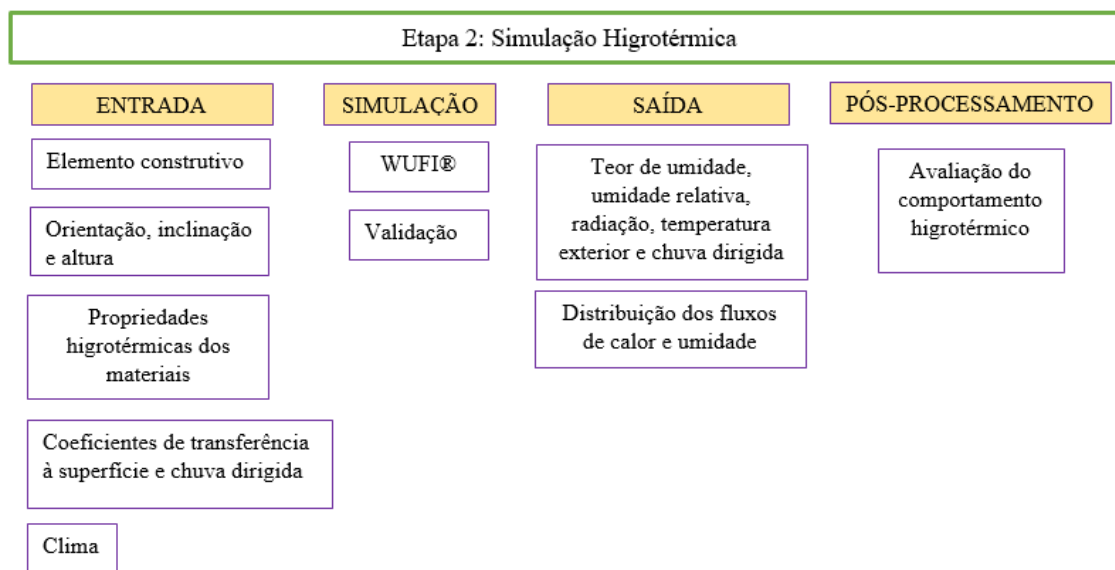 Etapa 2: Simulação Higrotérmica
ENTRADA
Elemento construtivo
Orientação, inclinação
e altura
Propriedades
higrotérmicas dos
materiais
Coeficientes de transferência
à superfície e chuva dirigida
Clima
SIMULAÇÃO
WUFI®
Validação
SAÍDA
Teor de umidade,
umidade relativa,
radiação, temperatura
exterior e chuva dirigida
Distribuição dos fluxos
de calor e umidade
PÓS-PROCESSAMENTO
Avaliação do
comportamento
higrotérmico